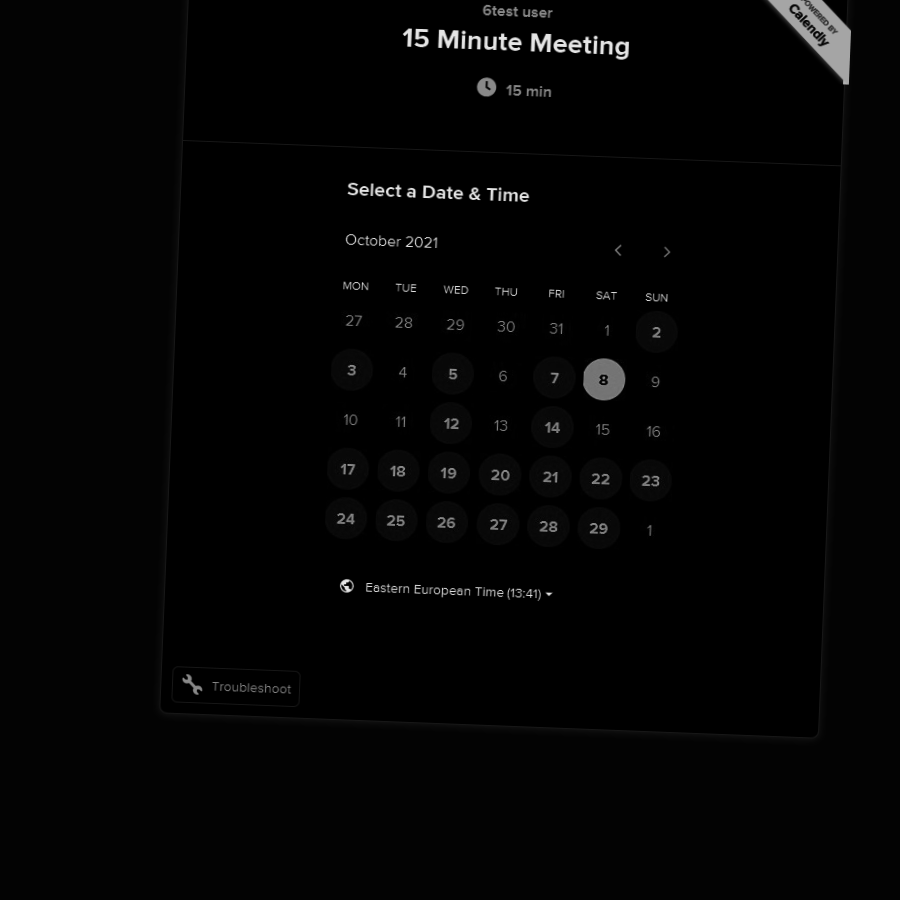 6test user
15 Minute Meeting
15 min
POWERED BY
Calendly
Select a Date & Time
October 2021
MON TUE WED THU FRI SAT SUN
27 28 29 30 31 1 2
3 4 5 6 7 8 9
10 11 12 13 14 15 16
17 18 19 20 21 22 23
24 25 26 27 28 29 1
Eastern European Time (13:41)
Troubleshoot